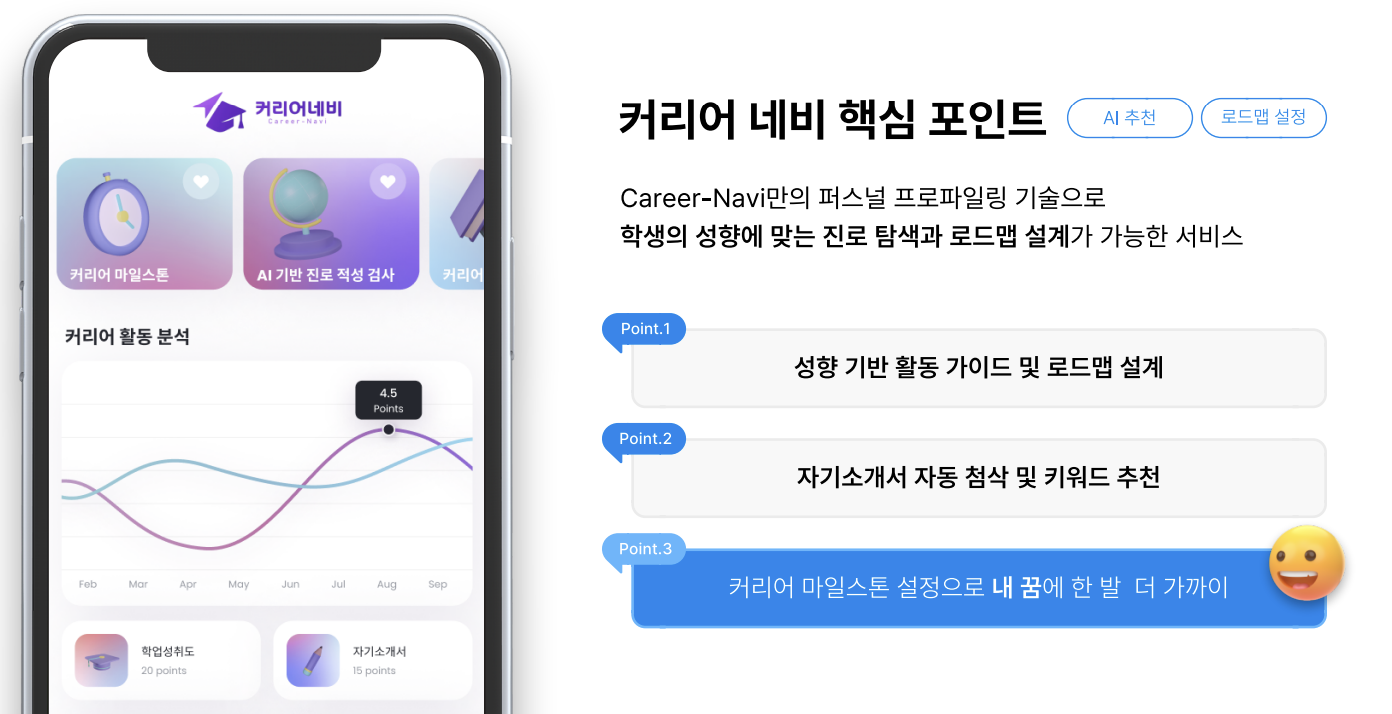 커리어네비
Career-Navi
커리어 마일스톤
AI 기반 진로 적성 검사
커리어
커리어 활동 분석
4.5
Points
Feb Mar Apr May Jun Jul Aug Sep
학업성취도
20 points
자기소개서
15 points
커리어 네비 핵심 포인트
AI 추천
로드맵 설정
Career-Navi만의 퍼스널 프로파일링 기술으로
학생의 성향에 맞는 진로 탐색과 로드맵 설계가 가능한 서비스
Point.1
성향 기반 활동 가이드 및 로드맵 설계
Point.2
자기소개서 자동 첨삭 및 키워드 추천
Point.3
커리어 마일스톤 설정으로 내 꿈에 한 발 더 가까이